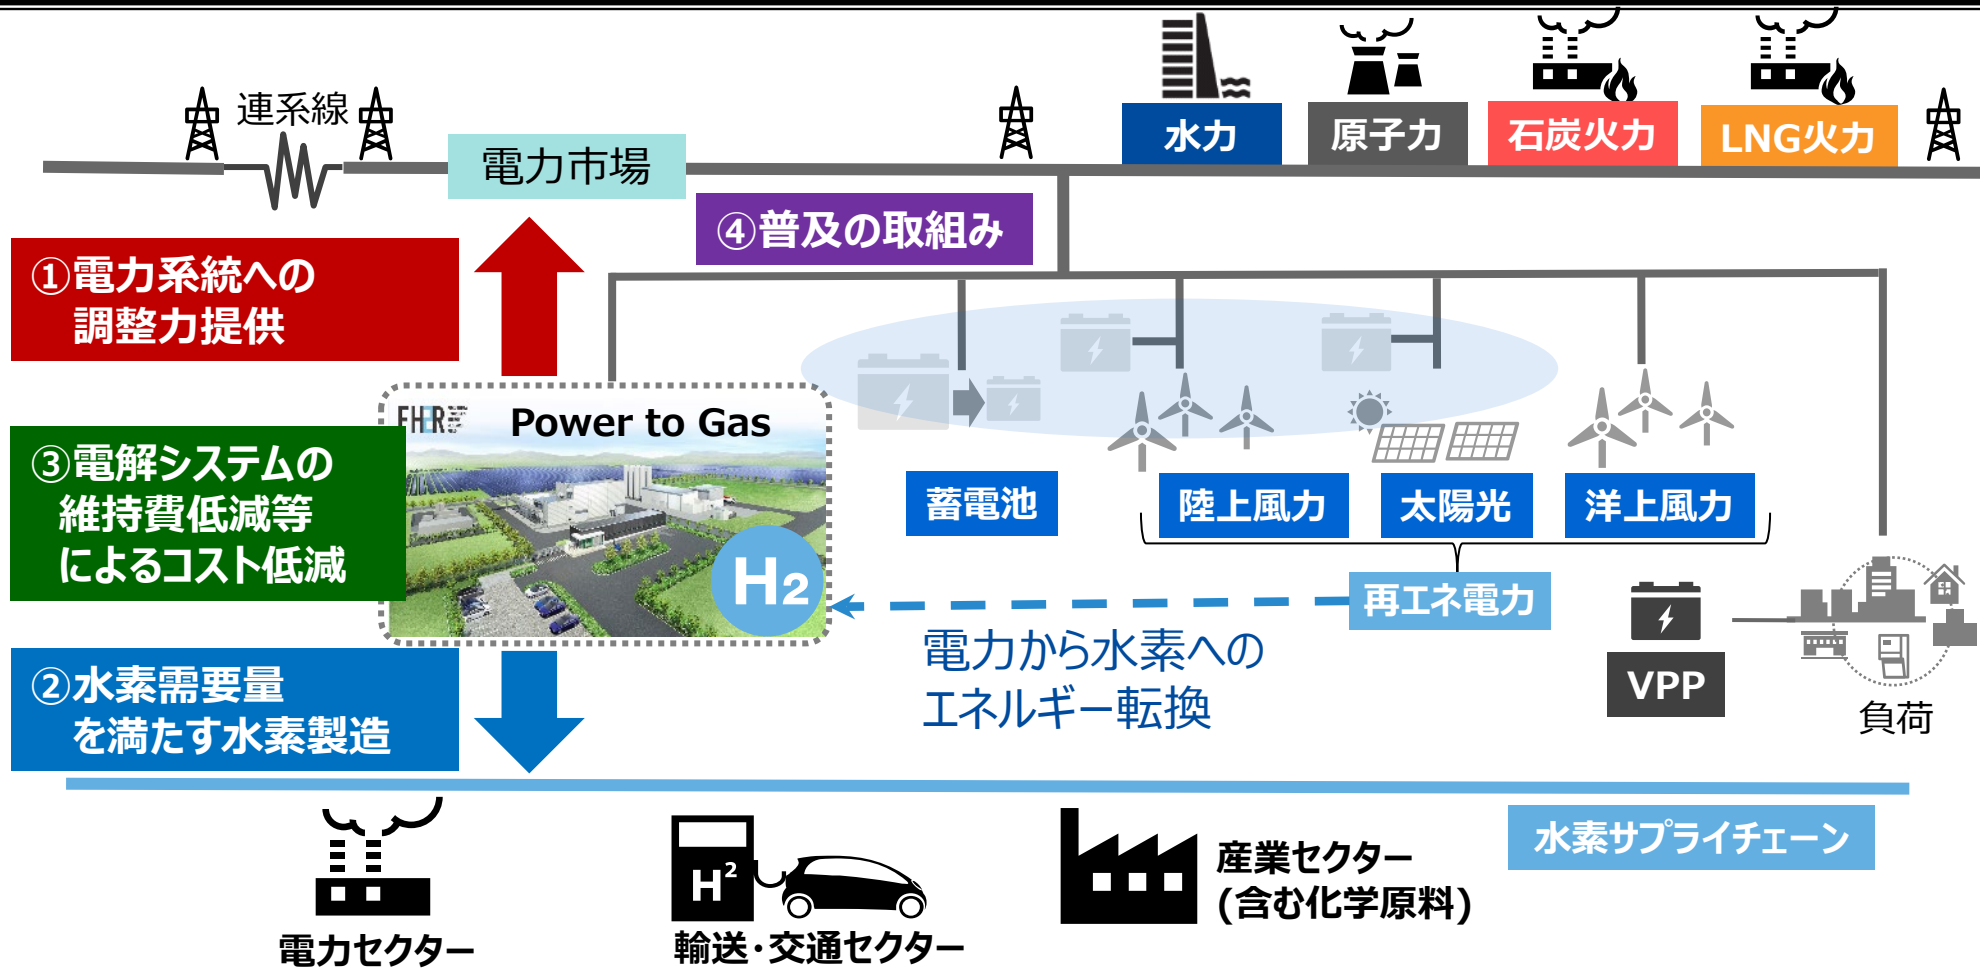 連系線
電力市場
水力
原子力
石炭火力
LNG火力
④普及の取組み
①電力系統への
調整力提供
FH2R
Power to Gas
③電解システムの
維持費低減等
によるコスト低減
H2
蓄電池
陸上風力
太陽光
洋上風力
再エネ電力
電力から水素への
エネルギー転換
VPP
負荷
②水素需要量
を満たす水素製造
水素サプライチェーン
H2
電力セクター
輸送・交通セクター
産業セクター
(含む化学原料)